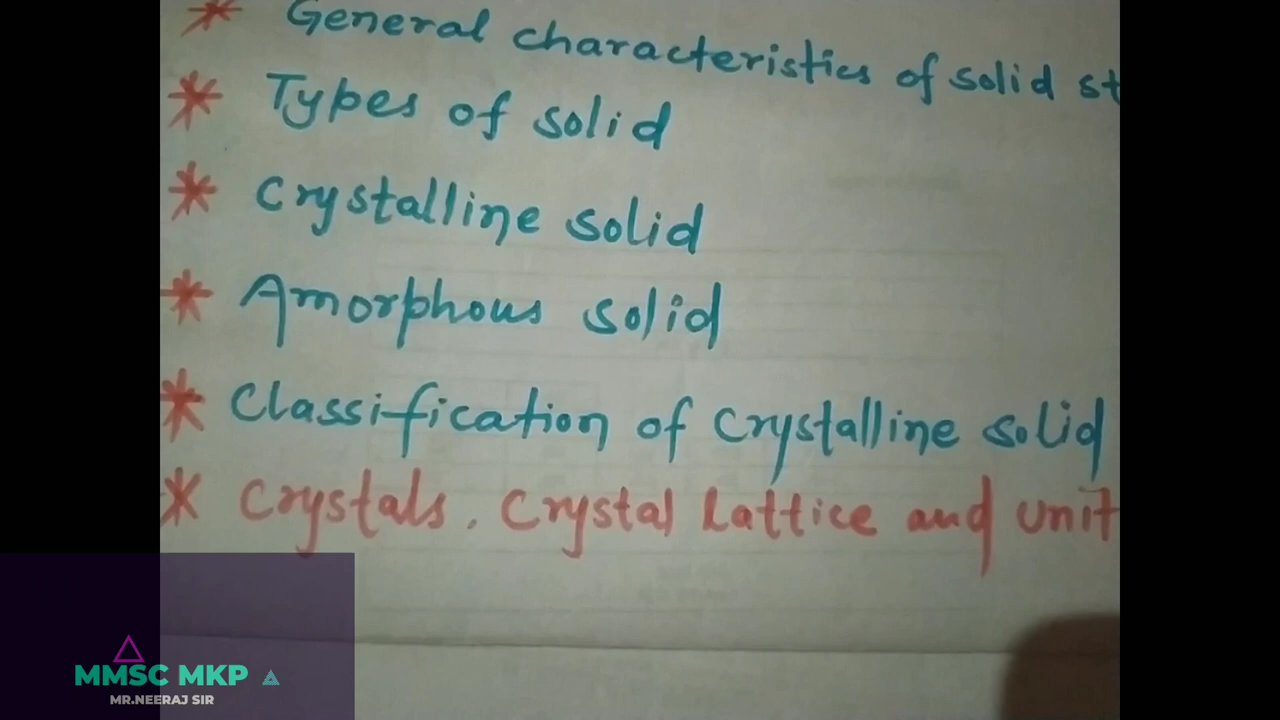 * General characteristics of solid st
* Types of solid
* Crystalline solid
* Amorphous solid
* Classification of crystalline solid
* Crystals, Crystal Lattice and unit
MMSC MKP
MR.NEERAJ SIR